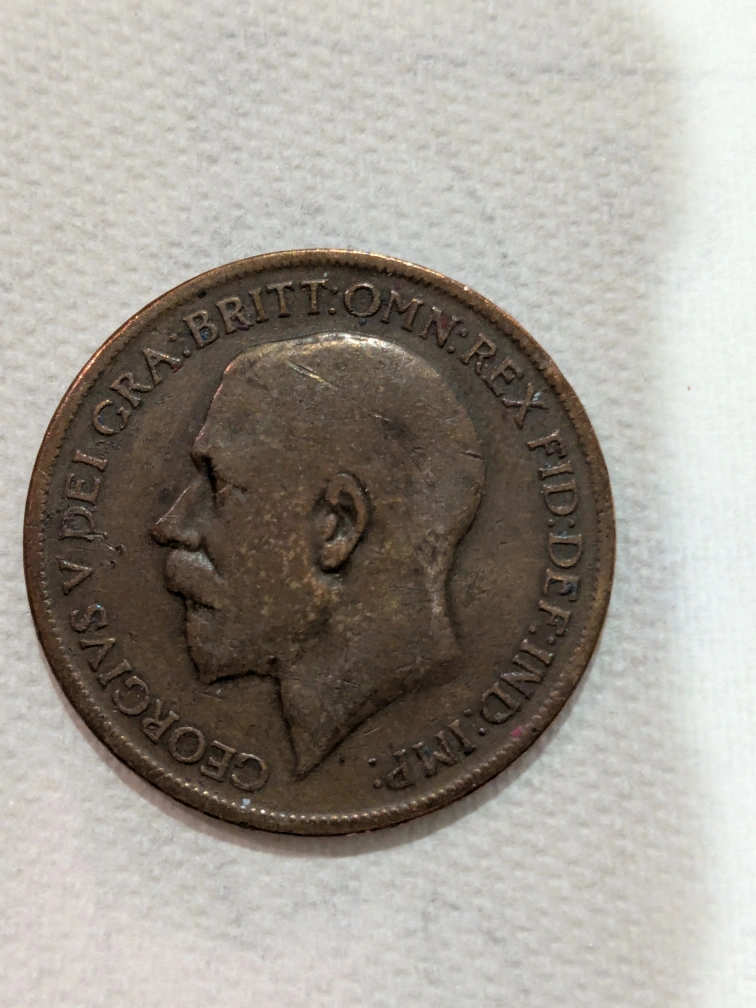 GEORGIVS V DEI GRA: BRITT: OMN: REX FID: DEF: IND: IMP.